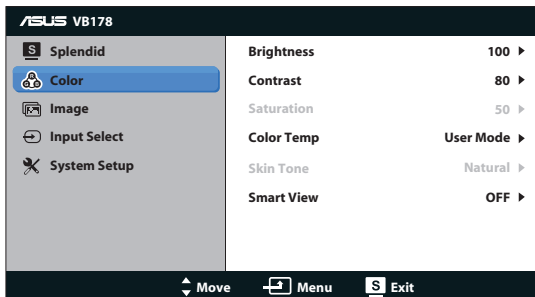 ASUS VB178
S Splendid
Color
Image
Input Select
System Setup
Brightness 100
Contrast 80
Saturation 50
Color Temp User Mode
Skin Tone Natural
Smart View OFF
Move Menu S Exit